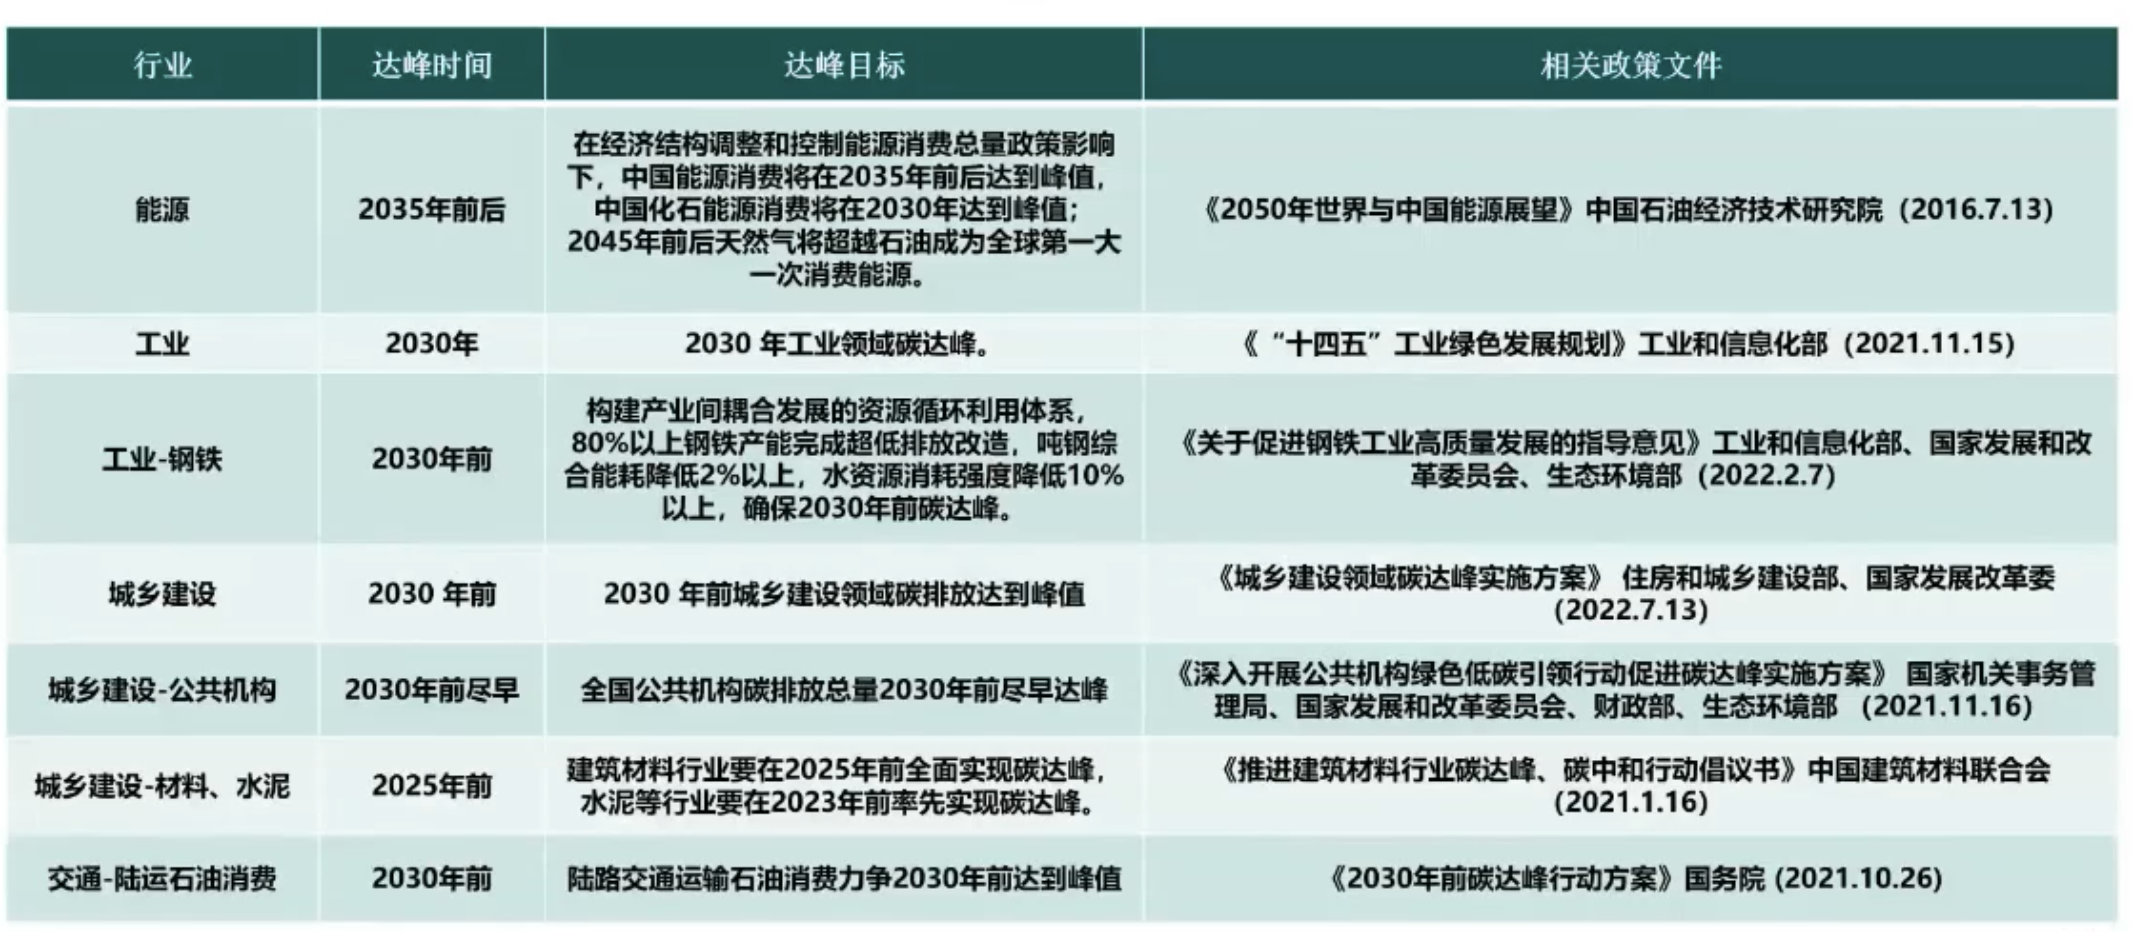 行业
达峰时间
达峰目标
相关政策文件
能源
2035年前后
在经济结构调整和控制能源消费总量政策影响
下，中国能源消费将在2035年前后达到峰值，
中国化石能源消费将在2030年达到峰值；
2045年前后天然气将超越石油成为全球第一大
一次消费能源。
《2050年世界与中国能源展望》中国石油经济技术研究院（2016.7.13）
工业
2030年
2030 年工业领域碳达峰。
《“十四五”工业绿色发展规划》工业和信息化部（2021.11.15）
工业-钢铁
2030年前
构建产业间耦合发展的资源循环利用体系，
80%以上钢铁产能完成超低排放改造，吨钢综
合能耗降低2%以上，水资源消耗强度降低10%
以上，确保2030年前碳达峰。
《关于促进钢铁工业高质量发展的指导意见》工业和信息化部、国家发展和改
革委员会、生态环境部（2022.2.7）
城乡建设
2030 年前
2030 年前城乡建设领域碳排放达到峰值
《城乡建设领域碳达峰实施方案》 住房和城乡建设部、国家发展改革委
（2022.7.13）
城乡建设-公共机构
2030年前尽早
全国公共机构碳排放总量2030年前尽早达峰
《深入开展公共机构绿色低碳引领行动促进碳达峰实施方案》 国家机关事务管
理局、国家发展和改革委员会、财政部、生态环境部 （2021.11.16）
城乡建设-材料、水泥
2025年前
建筑材料行业要在2025年前全面实现碳达峰，
水泥等行业要在2023年前率先实现碳达峰。
《推进建筑材料行业碳达峰、碳中和行动倡议书》中国建筑材料联合会
（2021.1.16）
交通-陆运石油消费
2030年前
陆路交通运输石油消费力争2030年前达到峰值
《2030年前碳达峰行动方案》国务院 (2021.10.26)